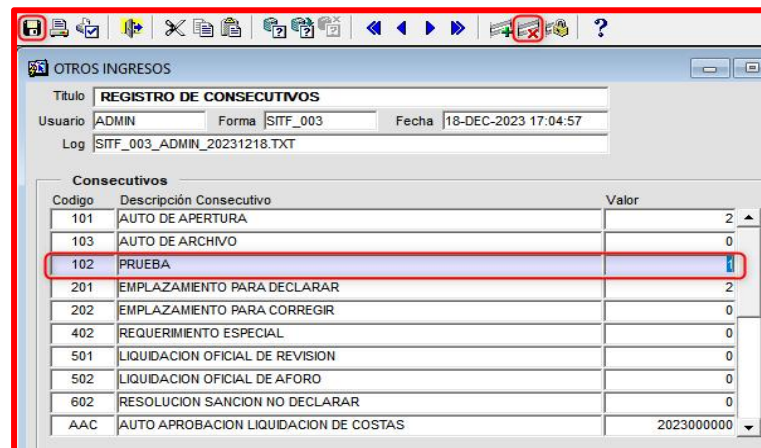 OTROS INGRESOS
Titulo REGISTRO DE CONSECUTIVOS
Usuario ADMIN Forma SITF_003 Fecha 18-DEC-2023 17:04:57
Log SITF_003_ADMIN_20231218.TXT
Consecutivos
Codigo Descripción Consecutivo Valor
101 AUTO DE APERTURA 2
103 AUTO DE ARCHIVO 0
102 PRUEBA 1
201 EMPLAZAMIENTO PARA DECLARAR 2
202 EMPLAZAMIENTO PARA CORREGIR 0
402 REQUERIMIENTO ESPECIAL 0
501 LIQUIDACION OFICIAL DE REVISION 0
502 LIQUIDACION OFICIAL DE AFORO 0
602 RESOLUCION SANCION NO DECLARAR 0
AAC AUTO APROBACION LIQUIDACION DE COSTAS 2023000000